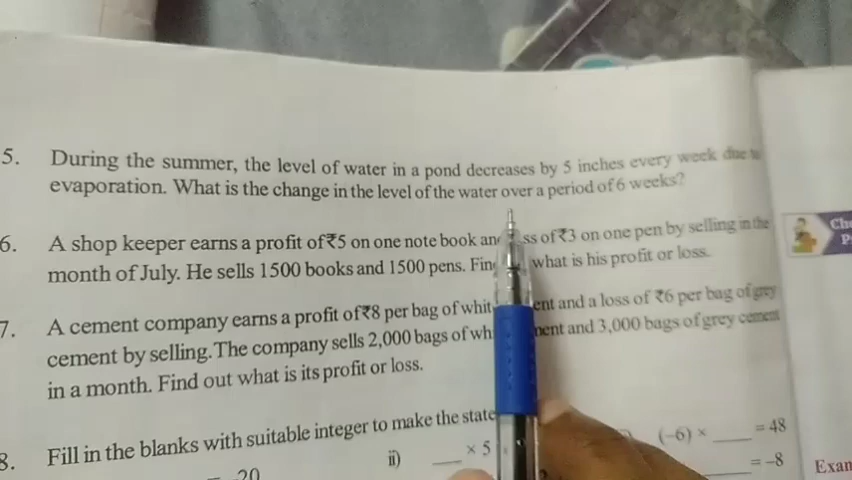 5. During the summer, the level of water in a pond decreases by 5 inches every week due to
evaporation. What is the change in the level of the water over a period of 6 weeks?
6. A shop keeper earns a profit of ₹5 on one note book an ss of ₹3 on one pen by selling in the
month of July. He sells 1500 books and 1500 pens. Fin what is his profit or loss.
7. A cement company earns a profit of ₹8 per bag of whit ent and a loss of ₹6 per bag of grey
cement by selling. The company sells 2,000 bags of wh ment and 3,000 bags of grey cement
in a month. Find out what is its profit or loss.
8. Fill in the blanks with suitable integer to make the state
ii) ___ × 5
(–6) × ____ = 48
____ = –8
20
Exam